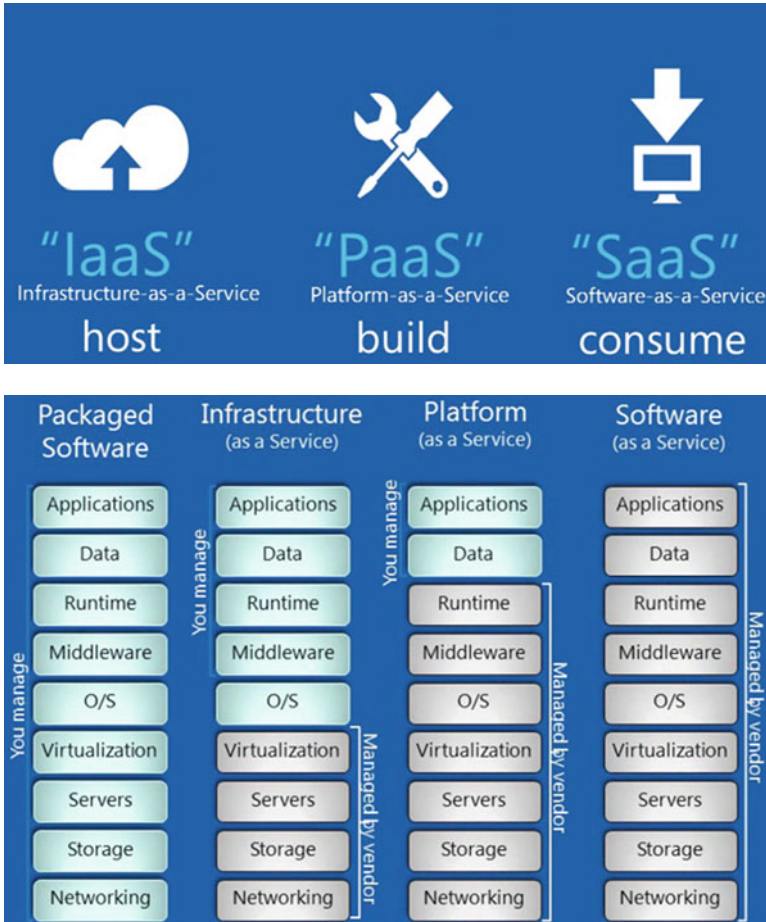 "IaaS"
Infrastructure-as-a-Service
host
"PaaS"
Platform-as-a-Service
build
"SaaS"
Software-as-a-Service
consume
Packaged
Software
You manage
Applications
Data
Runtime
Middleware
O/S
Virtualization
Servers
Storage
Networking
Infrastructure
(as a Service)
You manage
Applications
Data
Runtime
Middleware
O/S
Virtualization
Servers
Storage
Networking
Managed by vendor
Platform
(as a Service)
You manage
Applications
Data
Runtime
Middleware
O/S
Virtualization
Servers
Storage
Networking
Managed by vendor
Software
(as a Service)
Applications
Data
Runtime
Middleware
O/S
Virtualization
Servers
Storage
Networking
Managed by vendor